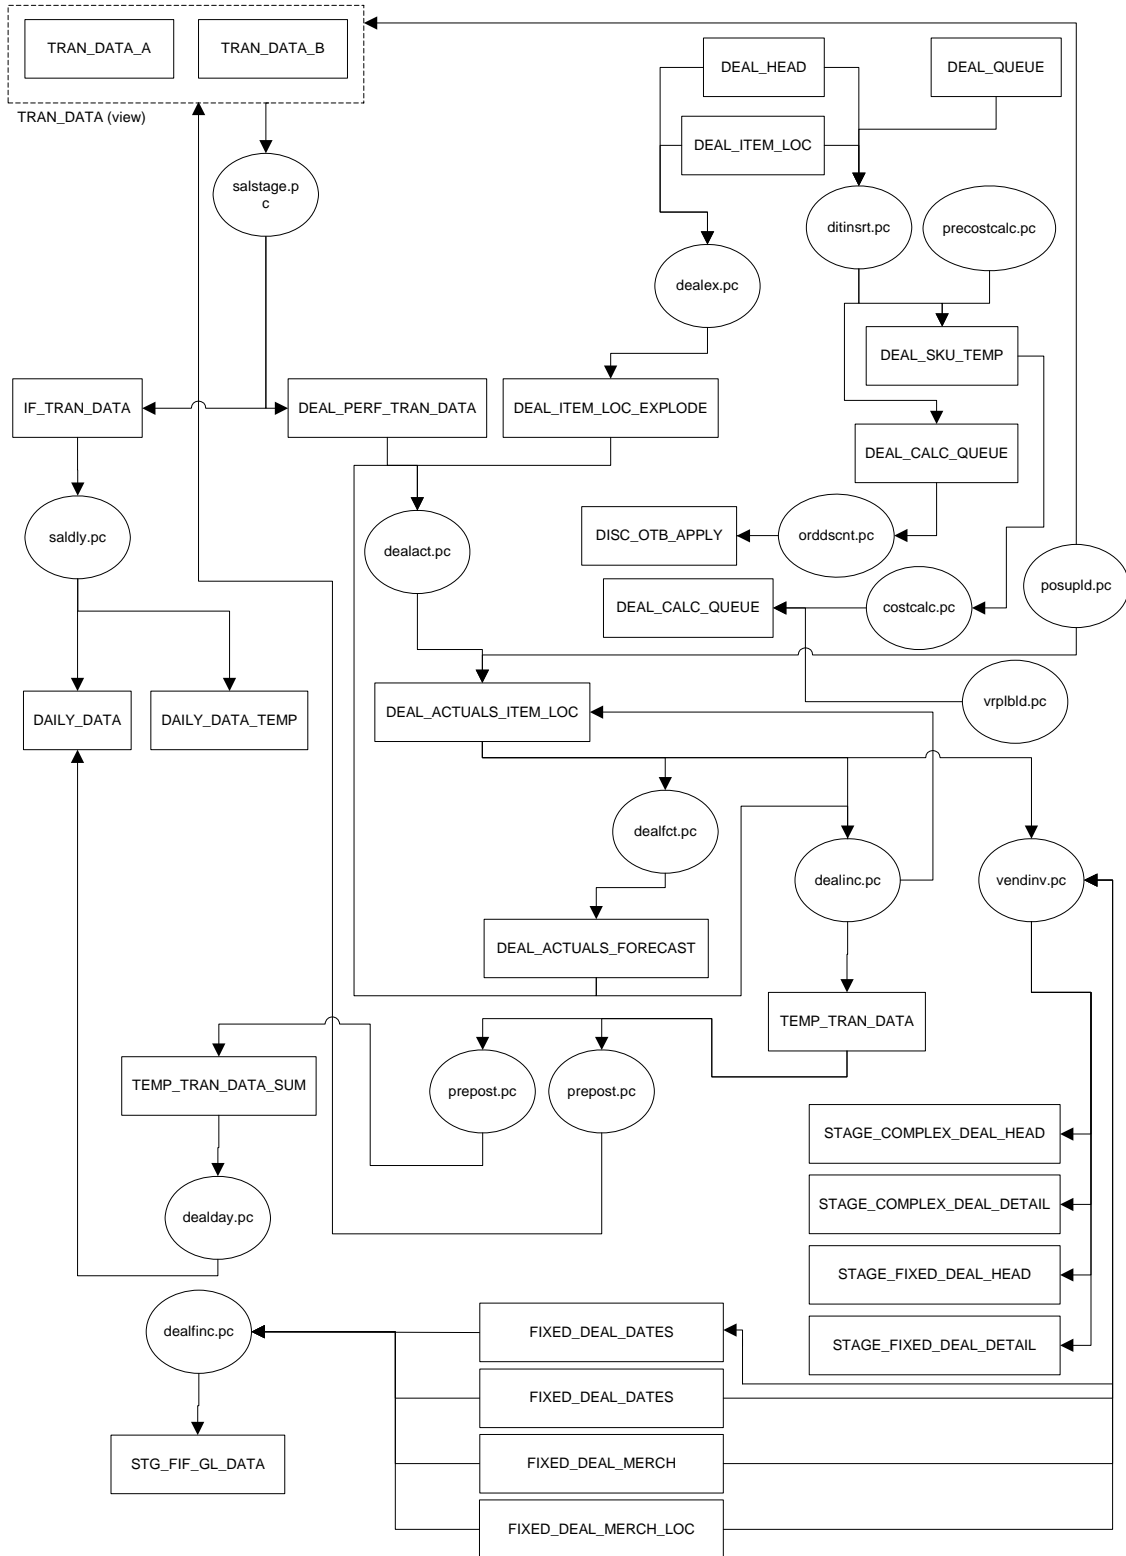 TRAN_DATA_A
TRAN_DATA_B
DEAL_HEAD
DEAL_QUEUE
TRAN_DATA (view)
DEAL_ITEM_LOC
salstage.p
c
ditinsrt.pc
precostcalc.pc
dealex.pc
DEAL_SKU_TEMP
IF_TRAN_DATA
DEAL_PERF_TRAN_DATA
DEAL_ITEM_LOC_EXPLODE
DEAL_CALC_QUEUE
saldly.pc
dealact.pc
DISC_OTB_APPLY
orddscnt.pc
posupld.pc
DEAL_CALC_QUEUE
costcalc.pc
DAILY_DATA
DAILY_DATA_TEMP
DEAL_ACTUALS_ITEM_LOC
vrplbld.pc
dealfct.pc
dealinc.pc
vendinv.pc
DEAL_ACTUALS_FORECAST
TEMP_TRAN_DATA
TEMP_TRAN_DATA_SUM
prepost.pc
prepost.pc
STAGE_COMPLEX_DEAL_HEAD
STAGE_COMPLEX_DEAL_DETAIL
dealday.pc
STAGE_FIXED_DEAL_HEAD
dealfinc.pc
FIXED_DEAL_DATES
STAGE_FIXED_DEAL_DETAIL
FIXED_DEAL_DATES
STG_FIF_GL_DATA
FIXED_DEAL_MERCH
FIXED_DEAL_MERCH_LOC